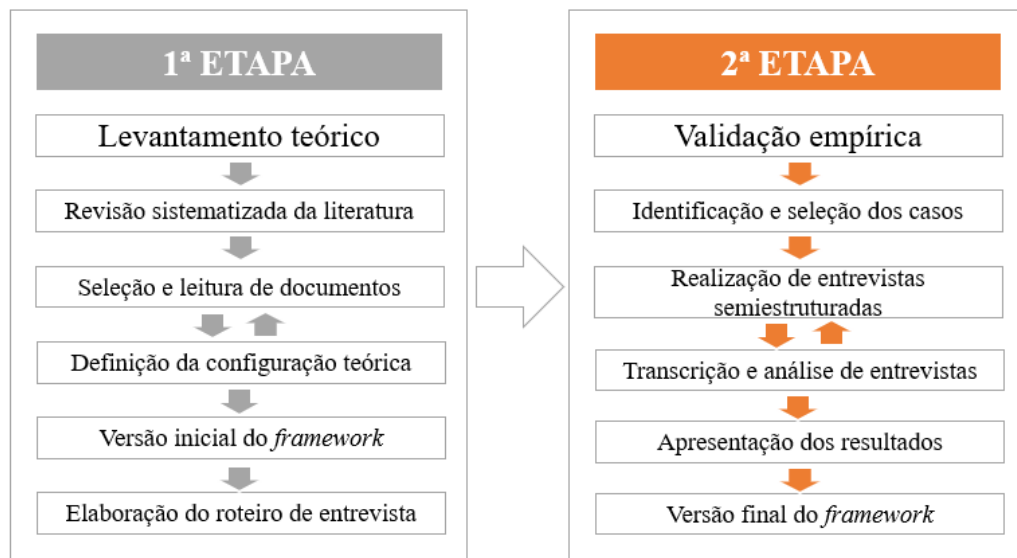 1ª ETAPA
Levantamento teórico
Revisão sistematizada da literatura
Seleção e leitura de documentos
Definição da configuração teórica
Versão inicial do framework
Elaboração do roteiro de entrevista
2ª ETAPA
Validação empírica
Identificação e seleção dos casos
Realização de entrevistas
semiestruturadas
Transcrição e análise de entrevistas
Apresentação dos resultados
Versão final do framework